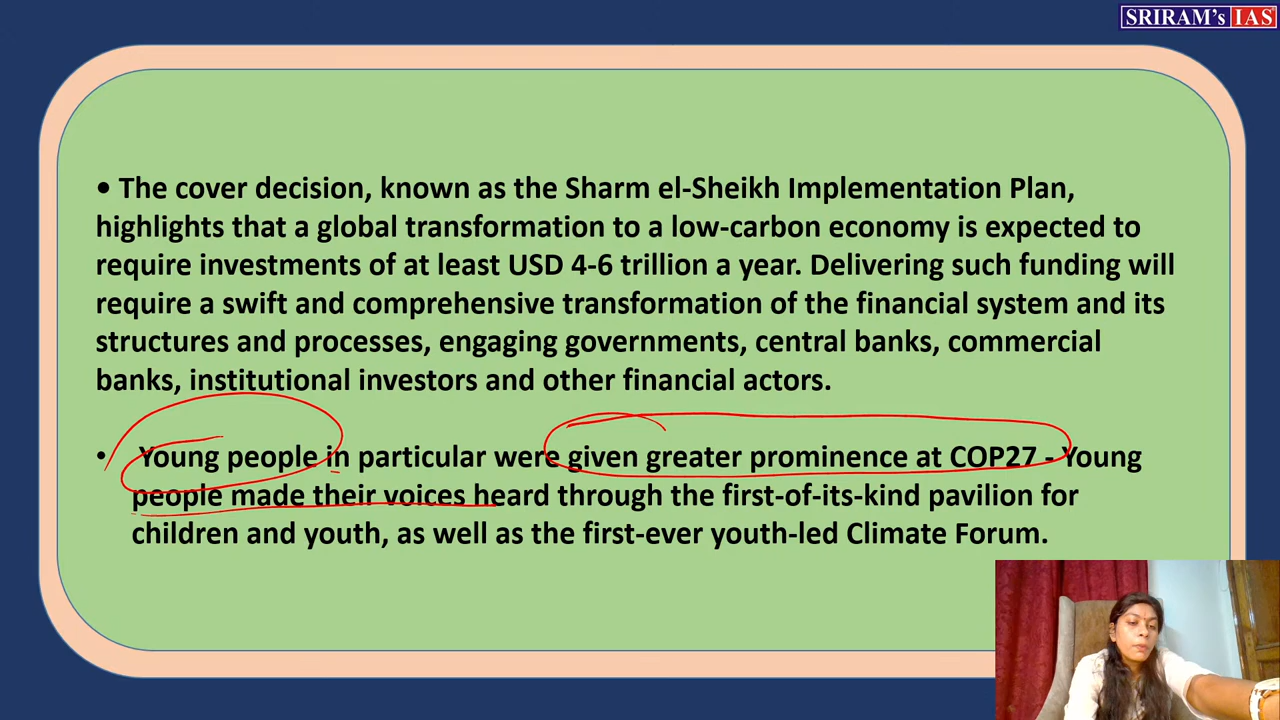 SRIRAM's IAS
• The cover decision, known as the Sharm el-Sheikh Implementation Plan,
highlights that a global transformation to a low-carbon economy is expected to
require investments of at least USD 4-6 trillion a year. Delivering such funding will
require a swift and comprehensive transformation of the financial system and its
structures and processes, engaging governments, central banks, commercial
banks, institutional investors and other financial actors.
• Young people in particular were given greater prominence at COP27 - Young
people made their voices heard through the first-of-its-kind pavilion for
children and youth, as well as the first-ever youth-led Climate Forum.